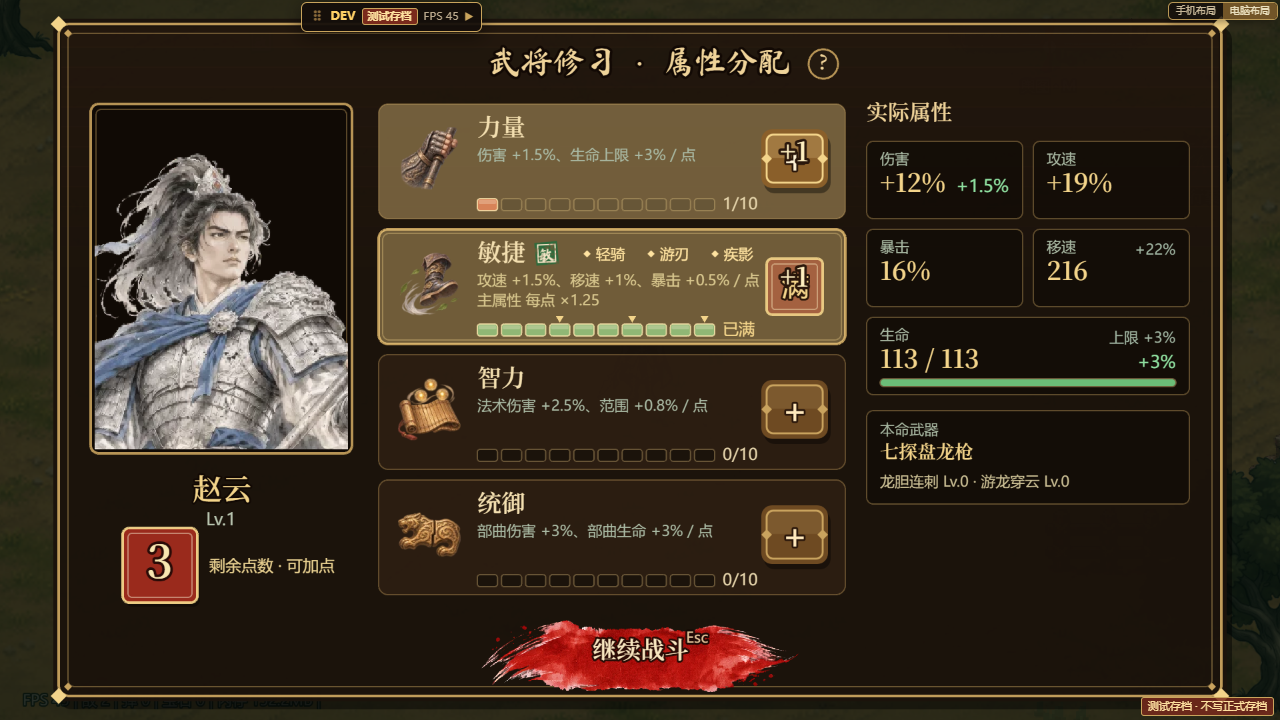 DEV 测试存档 FPS 45 ▶
手机布局 电脑布局
武将修习 · 属性分配 ?
力量
伤害 +1.5%、生命上限 +3% / 点
+1
1/10
敏捷 敏 轻骑 游刃 疾影
攻速 +1.5%、移速 +1%、暴击 +0.5% / 点
主属性 每点 ×1.25
+1
满
已满
智力
法术伤害 +2.5%、范围 +0.8% / 点
+
0/10
统御
部曲伤害 +3%、部曲生命 +3% / 点
+
0/10
赵云
Lv.1
3 剩余点数 · 可加点
实际属性
伤害
+12% +1.5%
攻速
+19%
暴击
16%
移速 +22%
216
生命 上限 +3%
113 / 113 +3%
本命武器
七探盘龙枪
龙胆连刺 Lv.0 · 游龙穿云 Lv.0
继续战斗 Esc
FPS
测试存档 · 不写正式存档